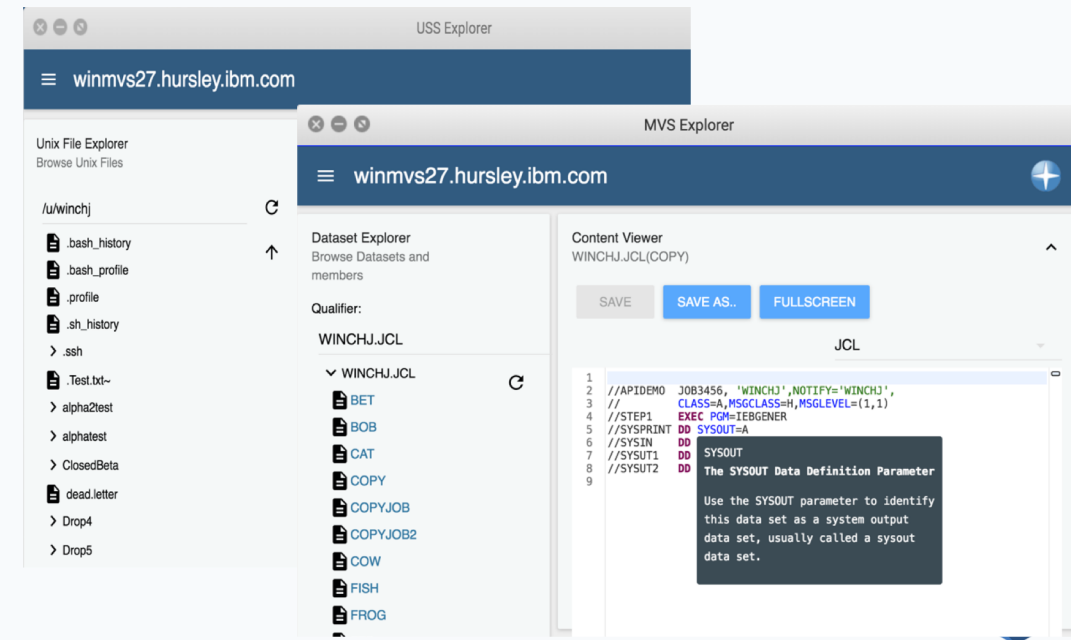 USS Explorer
winmvs27.hursley.ibm.com
Unix File Explorer
Browse Unix Files
/u/winchj
.bash_history
.bash_profile
.profile
.sh_history
.ssh
.Test.txt~
alpha2test
alphatest
ClosedBeta
dead.letter
Drop4
Drop5
MVS Explorer
winmvs27.hursley.ibm.com
Dataset Explorer
Browse Datasets and
members
Qualifier:
WINCHJ.JCL
WINCHJ.JCL
BET
BOB
CAT
COPY
COPYJOB
COPYJOB2
COW
FISH
FROG
Content Viewer
WINCHJ.JCL(COPY)
SAVE SAVE AS.. FULLSCREEN
JCL
1
2 //APIDEMO JOB3456, 'WINCHJ',NOTIFY='WINCHJ',
3 // CLASS=A,MSGCLASS=H,MSGLEVEL=(1,1)
4 //STEP1 EXEC PGM=IEBGENER
5 //SYSPRINT DD SYSOUT=A
6 //SYSIN DD
7 //SYSUT1 DD
8 //SYSUT2 DD
9
SYSOUT
The SYSOUT Data Definition Parameter
Use the SYSOUT parameter to identify
this data set as a system output
data set, usually called a sysout
data set.